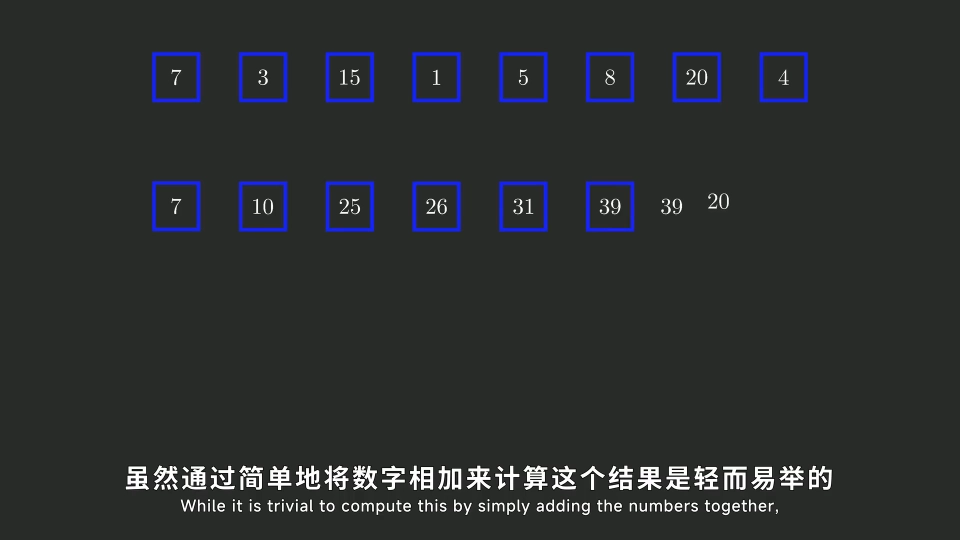 7 3 15 1 5 8 20 4
7 10 25 26 31 39 39 20
虽然通过简单地将数字相加来计算这个结果是轻而易举的
While it is trivial to compute this by simply adding the numbers together,